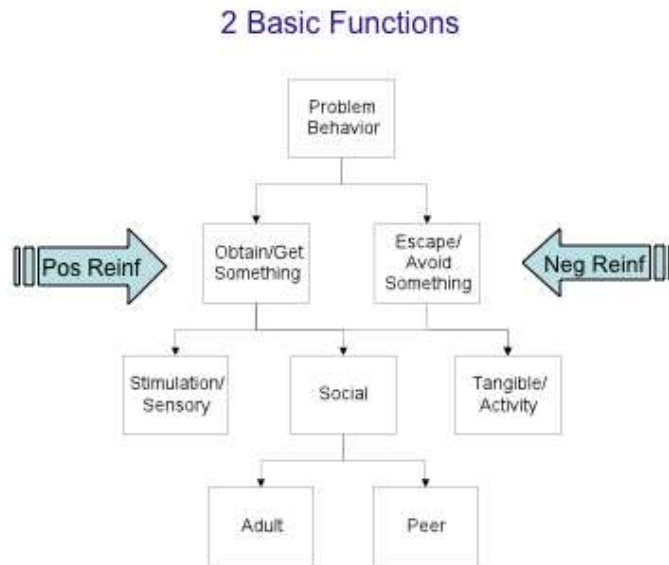 2 Basic Functions
Problem
Behavior
Pos Reinf
Obtain/Get
Something
Escape/
Avoid
Something
Neg Reinf
Stimulation/
Sensory
Social
Tangible/
Activity
Adult
Peer